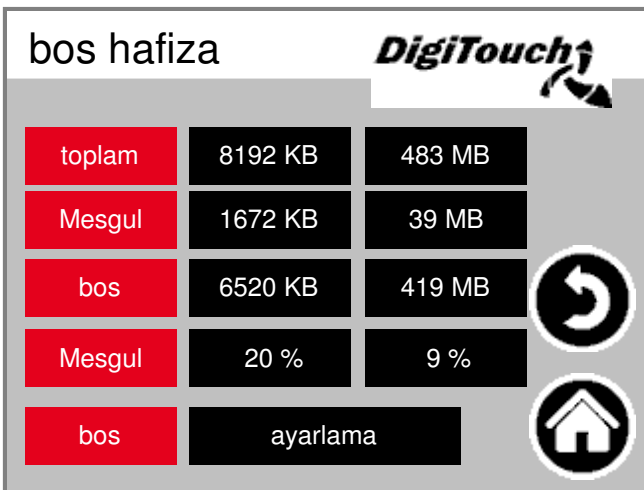 bos hafiza
DigiTouch
toplam 8192 KB 483 MB
Mesgul 1672 KB 39 MB
bos 6520 KB 419 MB
Mesgul 20 % 9 %
bos ayarlama